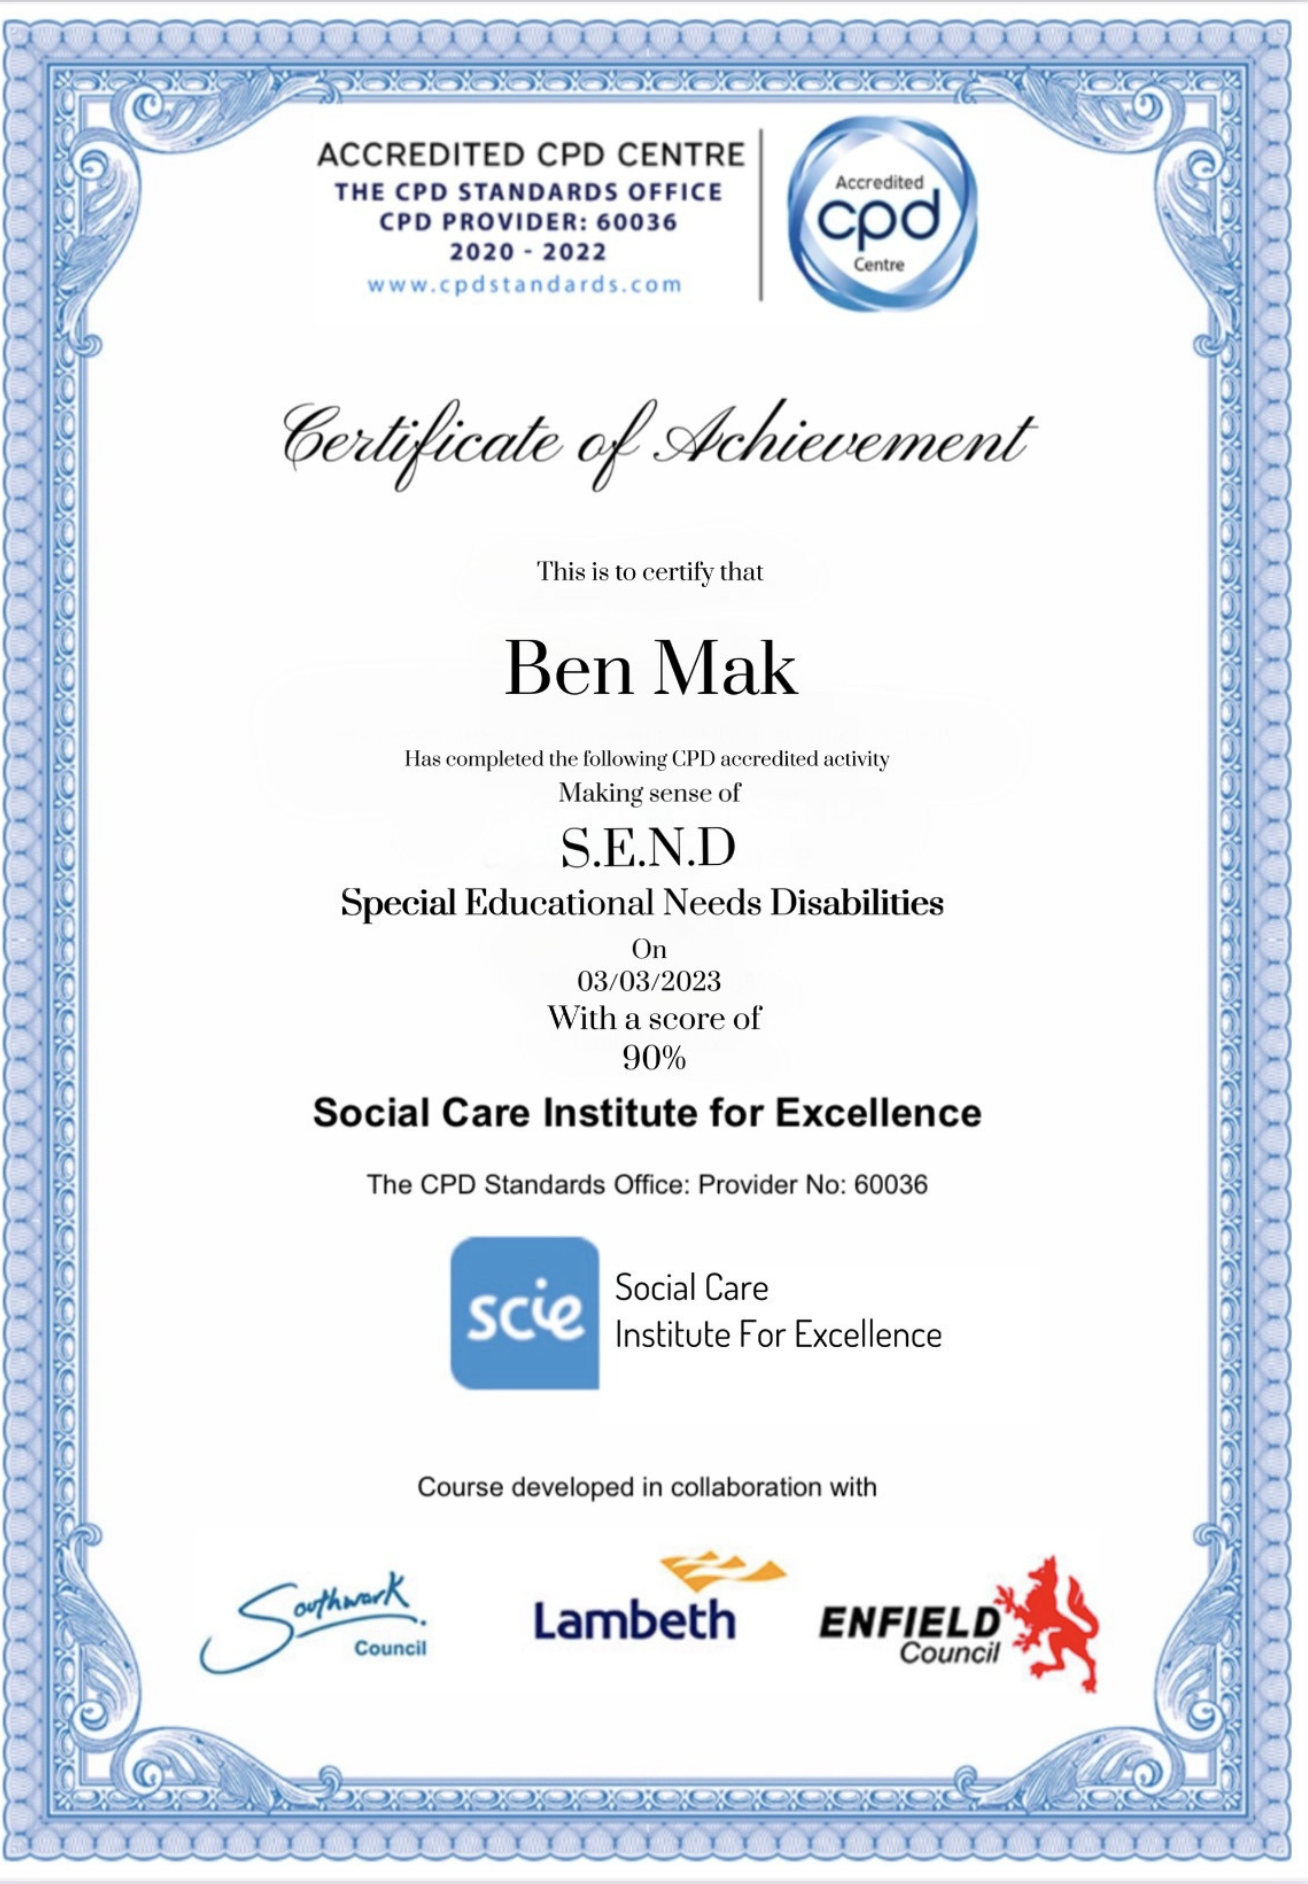 ACCREDITED CPD CENTRE
THE CPD STANDARDS OFFICE
CPD PROVIDER: 60036
2020 - 2022
www.cpdstandards.com
Accredited
cpd
Centre
Certificate of Achievement
This is to certify that
Ben Mak
Has completed the following CPD accredited activity
Making sense of
S.E.N.D
Special Educational Needs Disabilities
On
03/03/2023
With a score of
90%
Social Care Institute for Excellence
The CPD Standards Office: Provider No: 60036
scie
Social Care
Institute For Excellence
Course developed in collaboration with
Southwark
Council
Lambeth
ENFIELD
Council